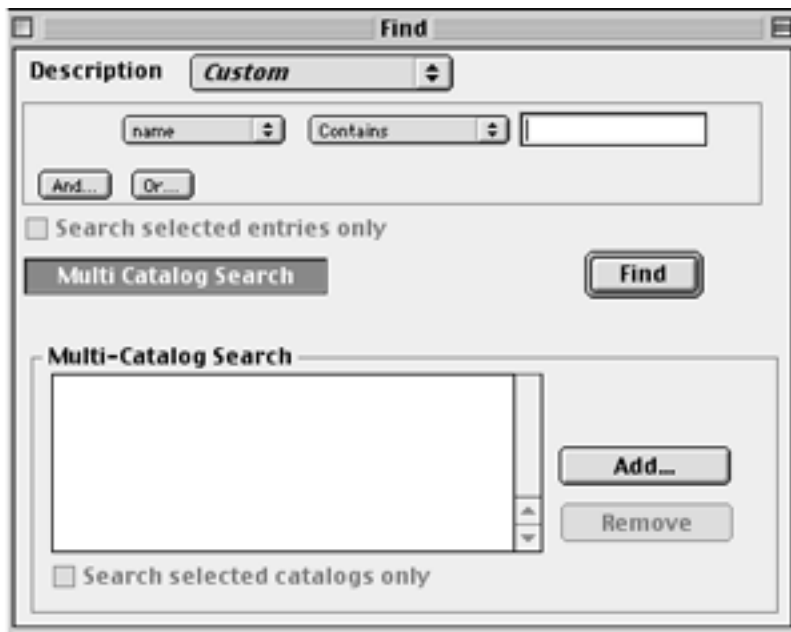 Find
Description Custom
name Contains
And... Or....
Search selected entries only
Multi Catalog Search Find
Multi-Catalog Search
Add...
Remove
Search selected catalogs only